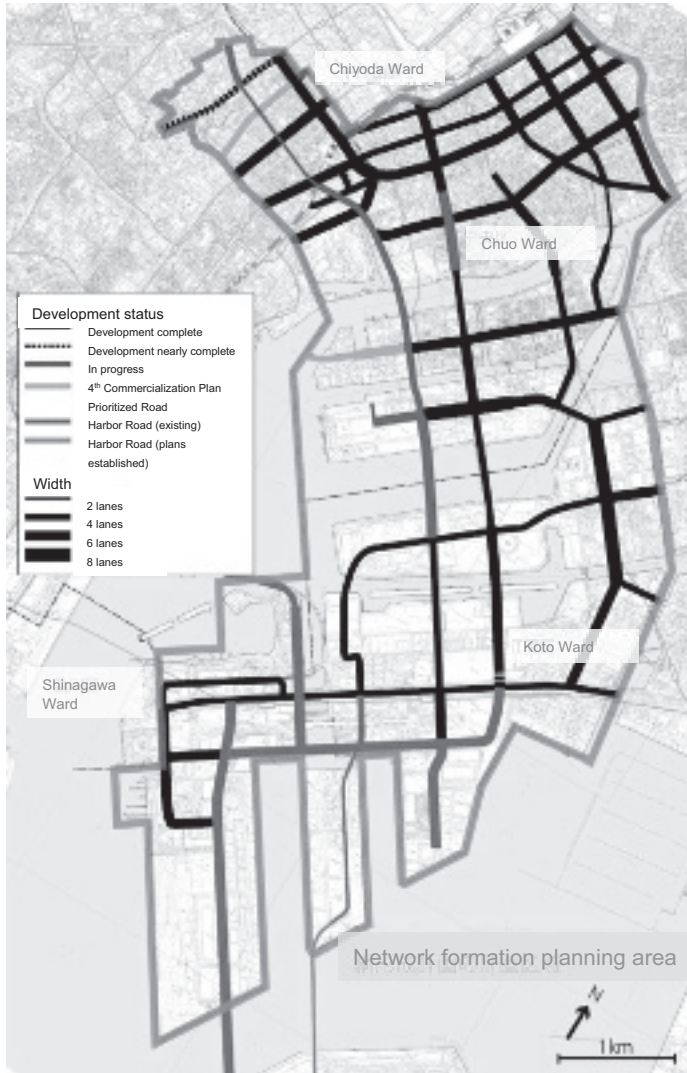 Chiyoda Ward
Chuo Ward
Development status
Development complete
Development nearly complete
In progress
4th Commercialization Plan
Prioritized Road
Harbor Road (existing)
Harbor Road (plans
established)
Width
2 lanes
4 lanes
6 lanes
8 lanes
Koto Ward
Shinagawa
Ward
Network formation planning area
N
1km